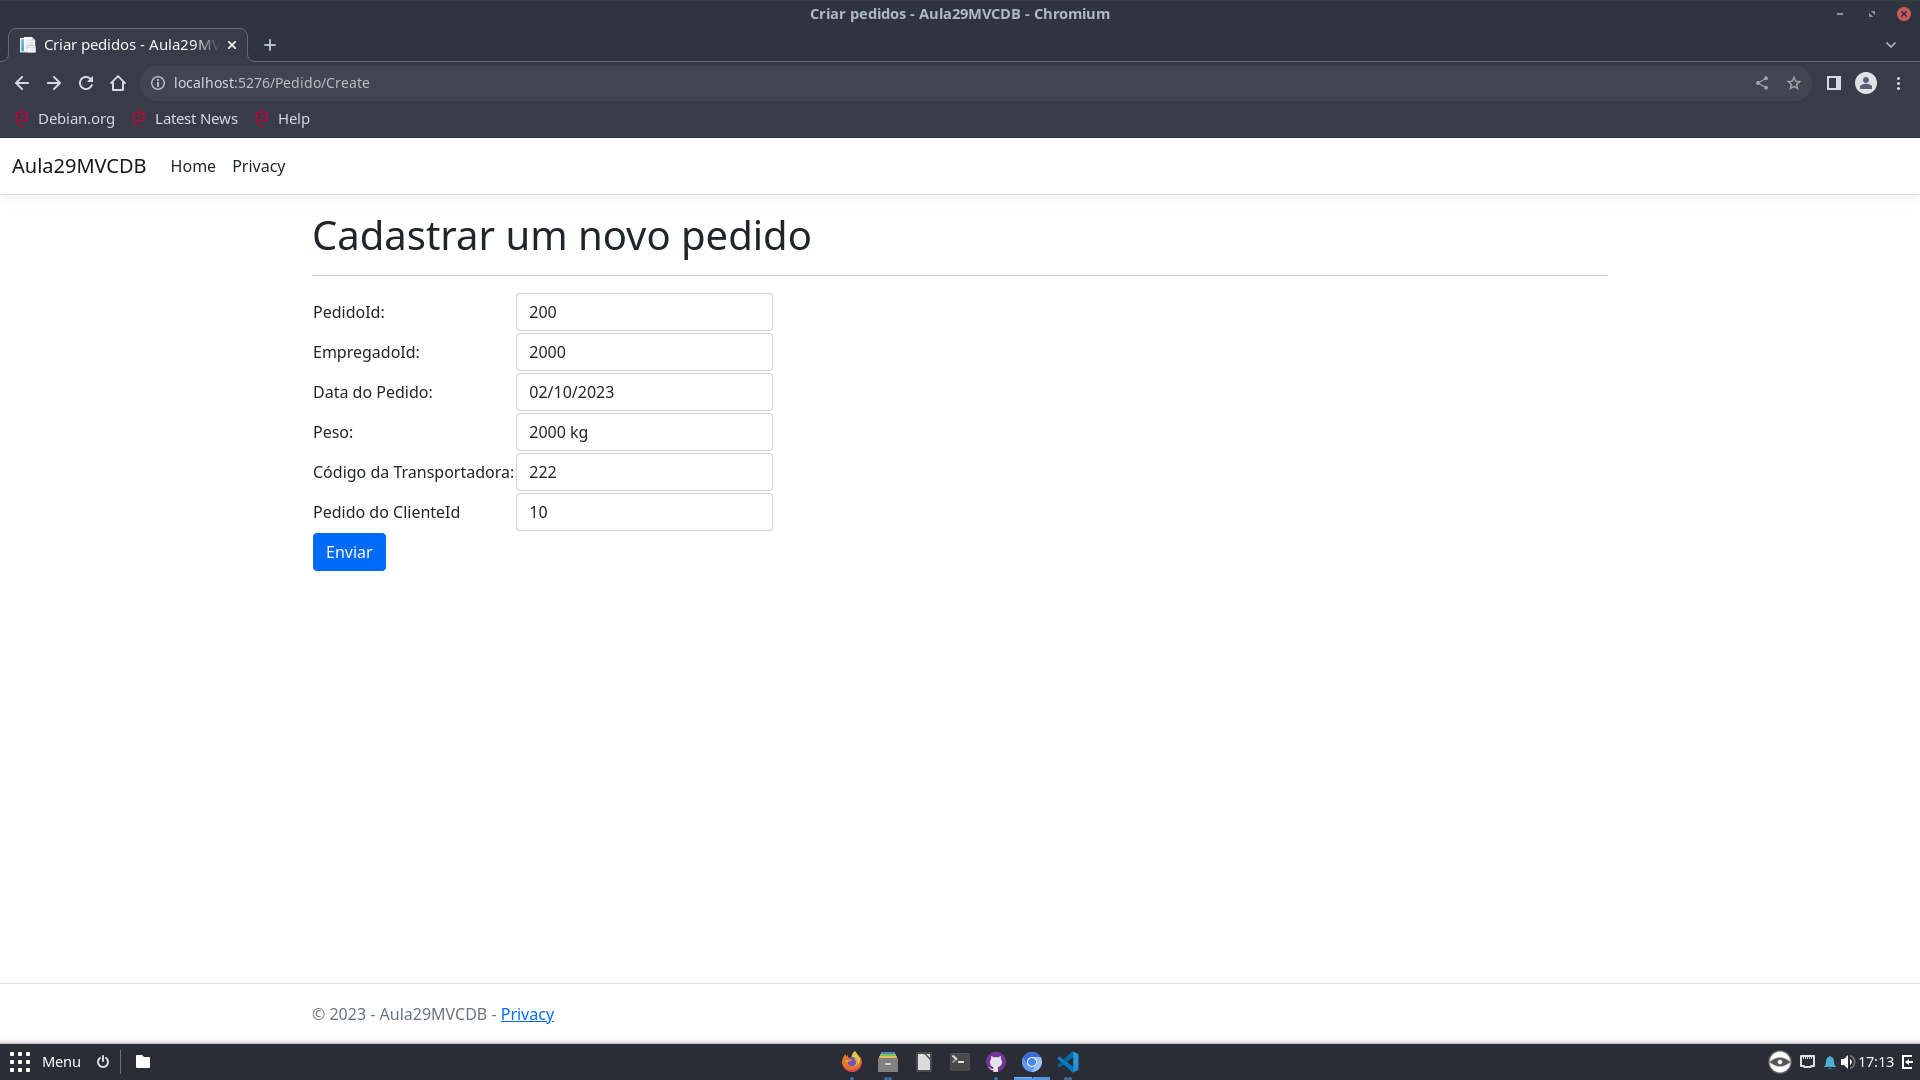 Criar pedidos - Aula29MVCDB - Chromium
Criar pedidos - Aula29MV
localhost:5276/Pedido/Create
Debian.org Latest News Help
Aula29MVCDB Home Privacy
Cadastrar um novo pedido
PedidoId: 200
EmpregadoId: 2000
Data do Pedido: 02/10/2023
Peso: 2000 kg
Código da Transportadora: 222
Pedido do ClienteId 10
Enviar
© 2023 - Aula29MVCDB - Privacy
Menu 17:13